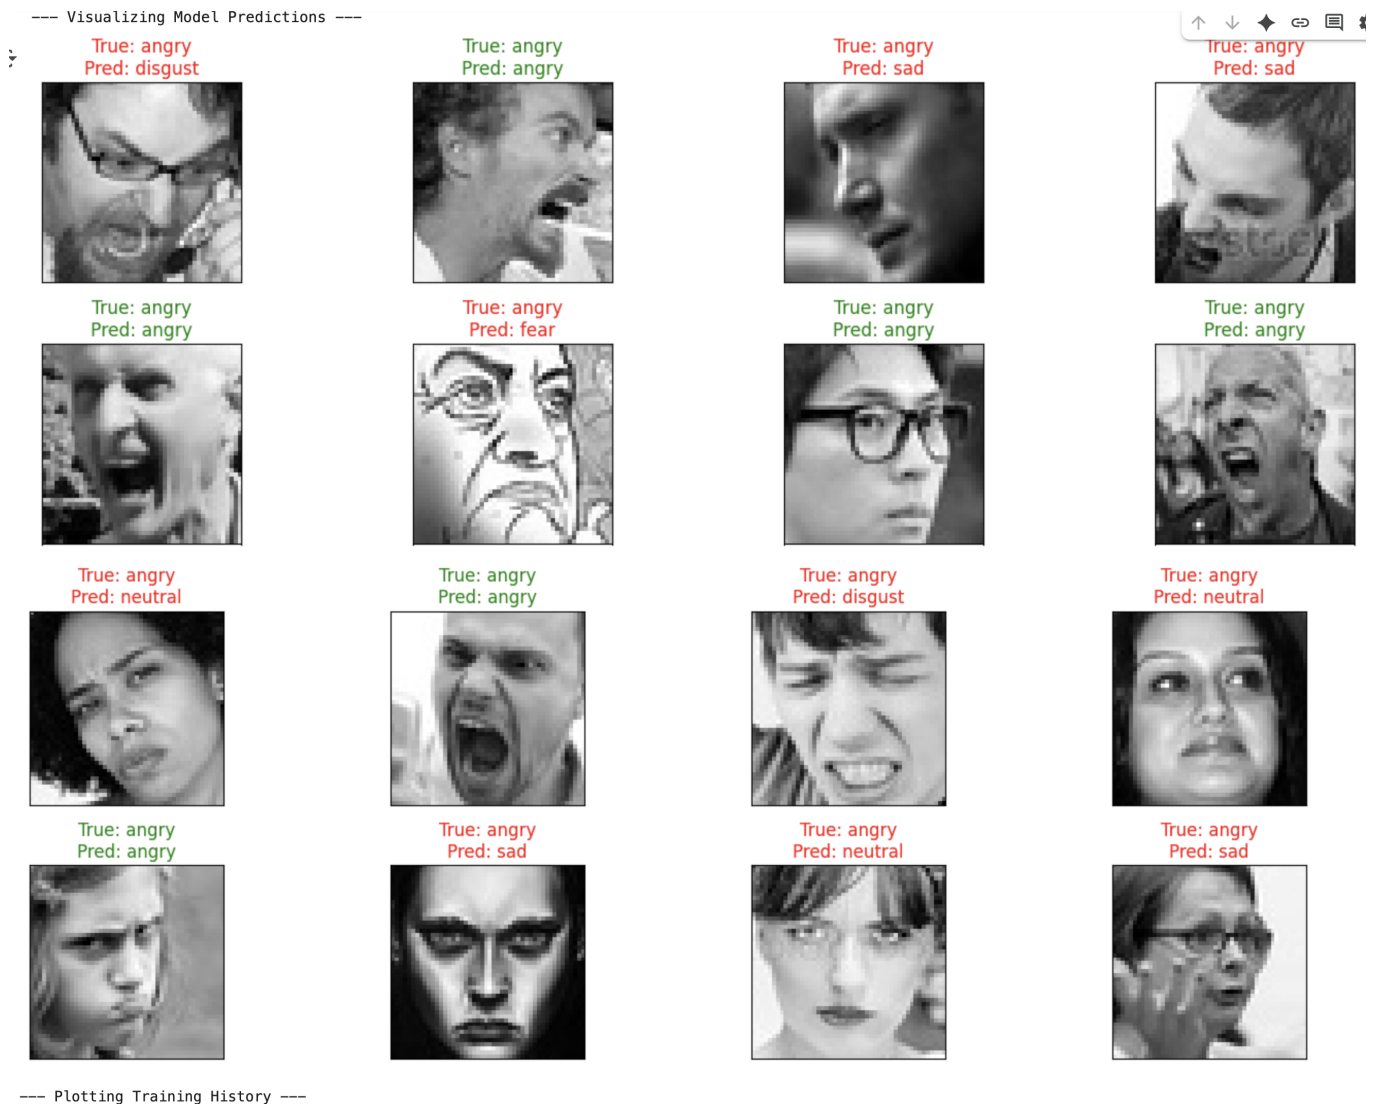 --- Visualizing Model Predictions ---
True: angry
Pred: disgust
True: angry
Pred: angry
True: angry
Pred: sad
True: angry
Pred: sad
True: angry
Pred: angry
True: angry
Pred: fear
True: angry
Pred: angry
True: angry
Pred: angry
True: angry
Pred: neutral
True: angry
Pred: angry
True: angry
Pred: disgust
True: angry
Pred: neutral
True: angry
Pred: angry
True: angry
Pred: sad
True: angry
Pred: neutral
True: angry
Pred: sad
--- Plotting Training History ---